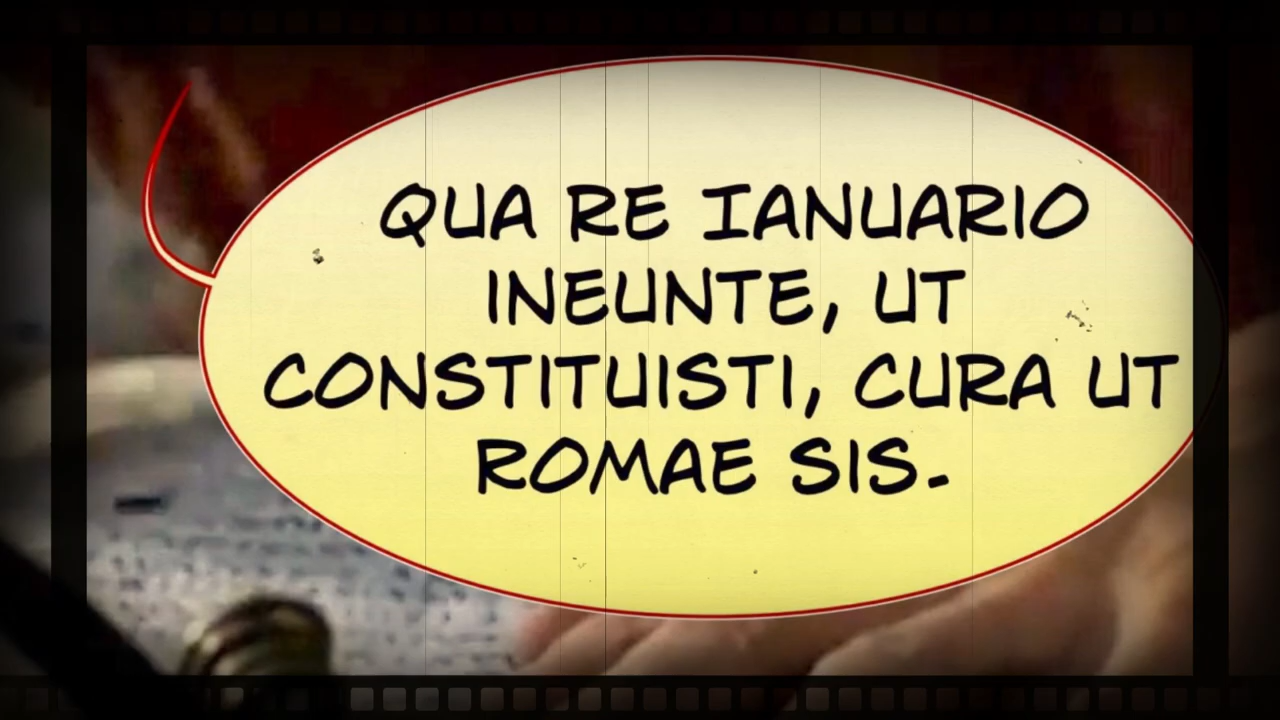 QUA RE IANUARIO
INEUNTE, UT
CONSTITUISTI, CURA UT
ROMAE SIS.